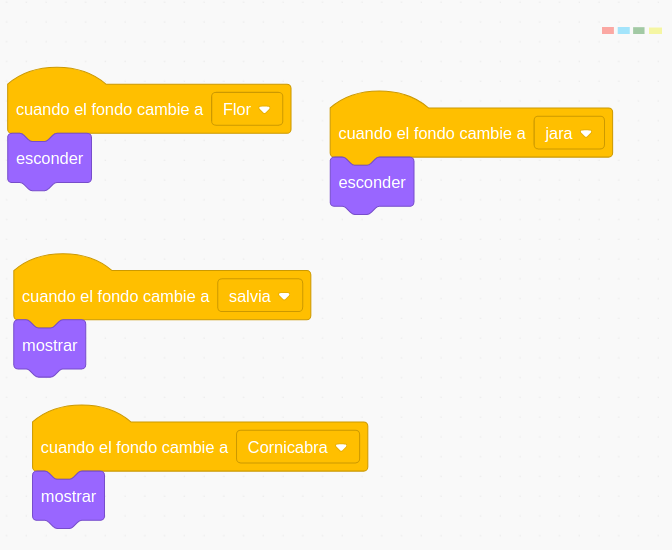 cuando el fondo cambie a Flor
esconder
cuando el fondo cambie a jara
esconder
cuando el fondo cambie a salvia
mostrar
cuando el fondo cambie a Cornicabra
mostrar